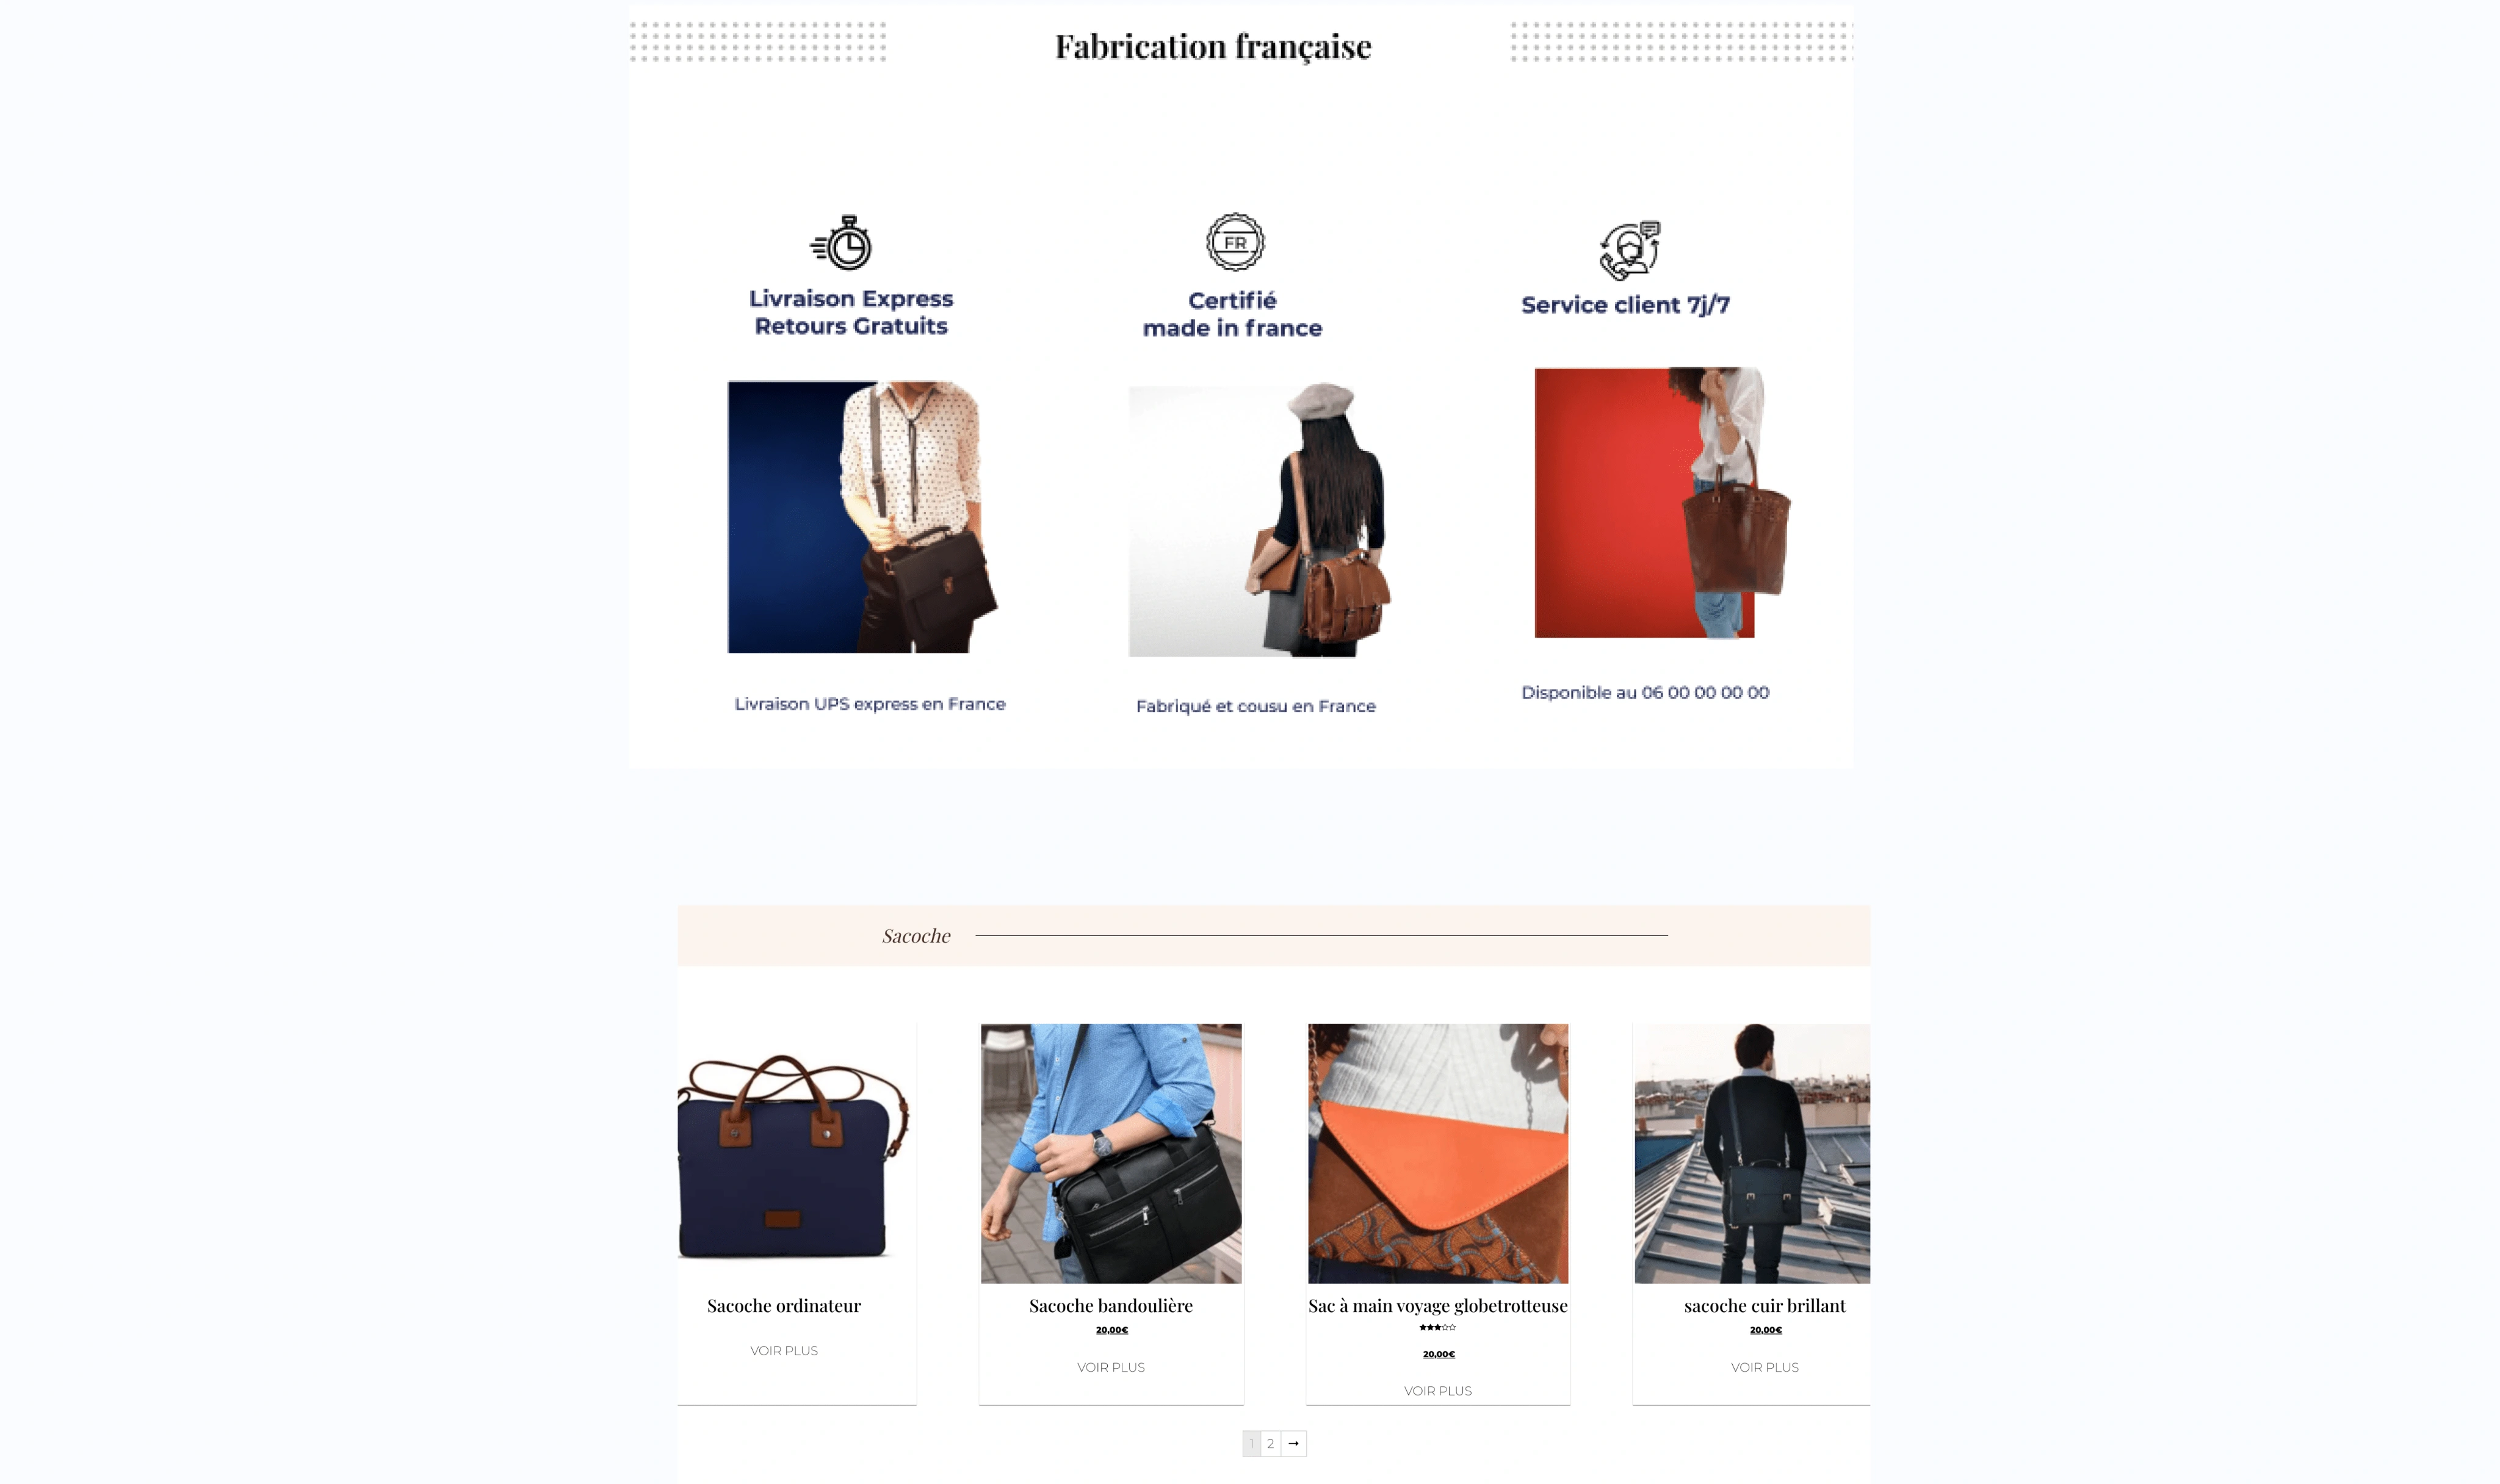 Fabrication française
Livraison Express
Retours Gratuits
FR
Certifié
made in france
Service client 7j/7
Livraison UPS express en France
Fabriqué et cousu en France
Disponible au 06 00 00 00 00
Sacoche
Sacoche ordinateur
VOIR PLUS
Sacoche bandoulière
20,00€
VOIR PLUS
Sac à main voyage globetrotteuse
20,00€
VOIR PLUS
sacoche cuir brillant
20,00€
VOIR PLUS
1 2 →